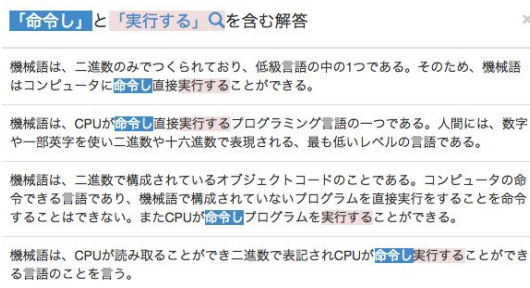 「命令し」と「実行する」を含む解答 ×
機械語は、二進数のみでつくられており、低級言語の中の1つである。そのため、機械語
はコンピュータに命令し直接実行することができる。
機械語は、CPUが命令し直接実行するプログラミング言語の一つである。人間には、数字
や一部英字を使い二進数や十六進数で表現される、最も低いレベルの言語である。
機械語は、二進数で構成されているオブジェクトコードのことである。コンピュータの命
令できる言語であり、機械語で構成されていないプログラムを直接実行をすることを命令
することはできない。またCPUが命令しプログラムを実行することができる。
機械語は、CPUが読み取ることができ二進数で表記されCPUが命令し実行することができ
る言語のことを言う。